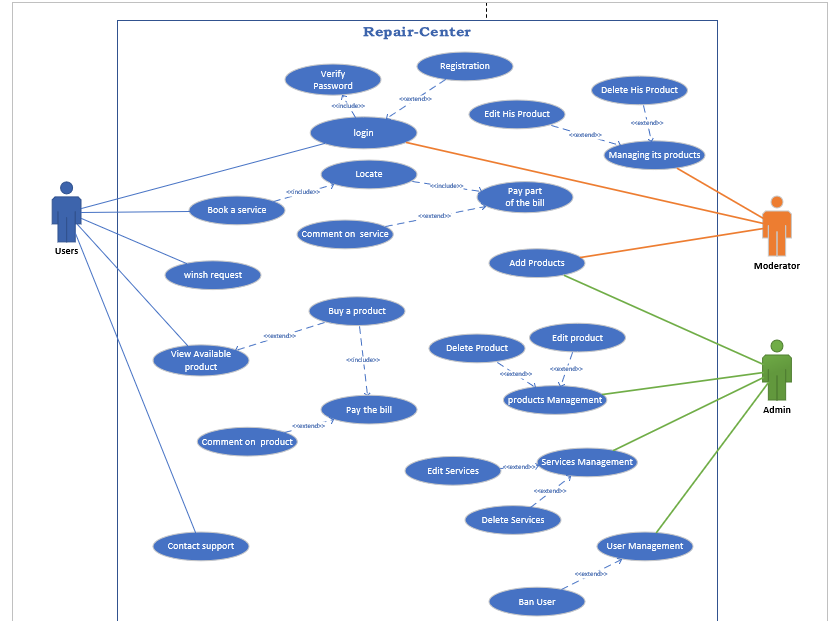 Repair-Center
Verify
Password
Registration
<<extend>>
<<include>>
Delete His Product
Edit His Product
<<extend>>
<<extend>>
login
Managing its products
Locate
<<include>>
<<include>>
Pay part
of the bill
Book a service
<<extend>>
Comment on service
Users
Moderator
Add Products
winsh request
Buy a product
<<extend>>
Edit product
Delete Product
View Available
product
<<include>>
<<extend>>
<<extend>>
products Management
Pay the bill
Admin
<<extend>>
Comment on product
Services Management
Edit Services
<<extend>>
<<extend>>
Delete Services
Contact support
User Management
<<extend>>
Ban User